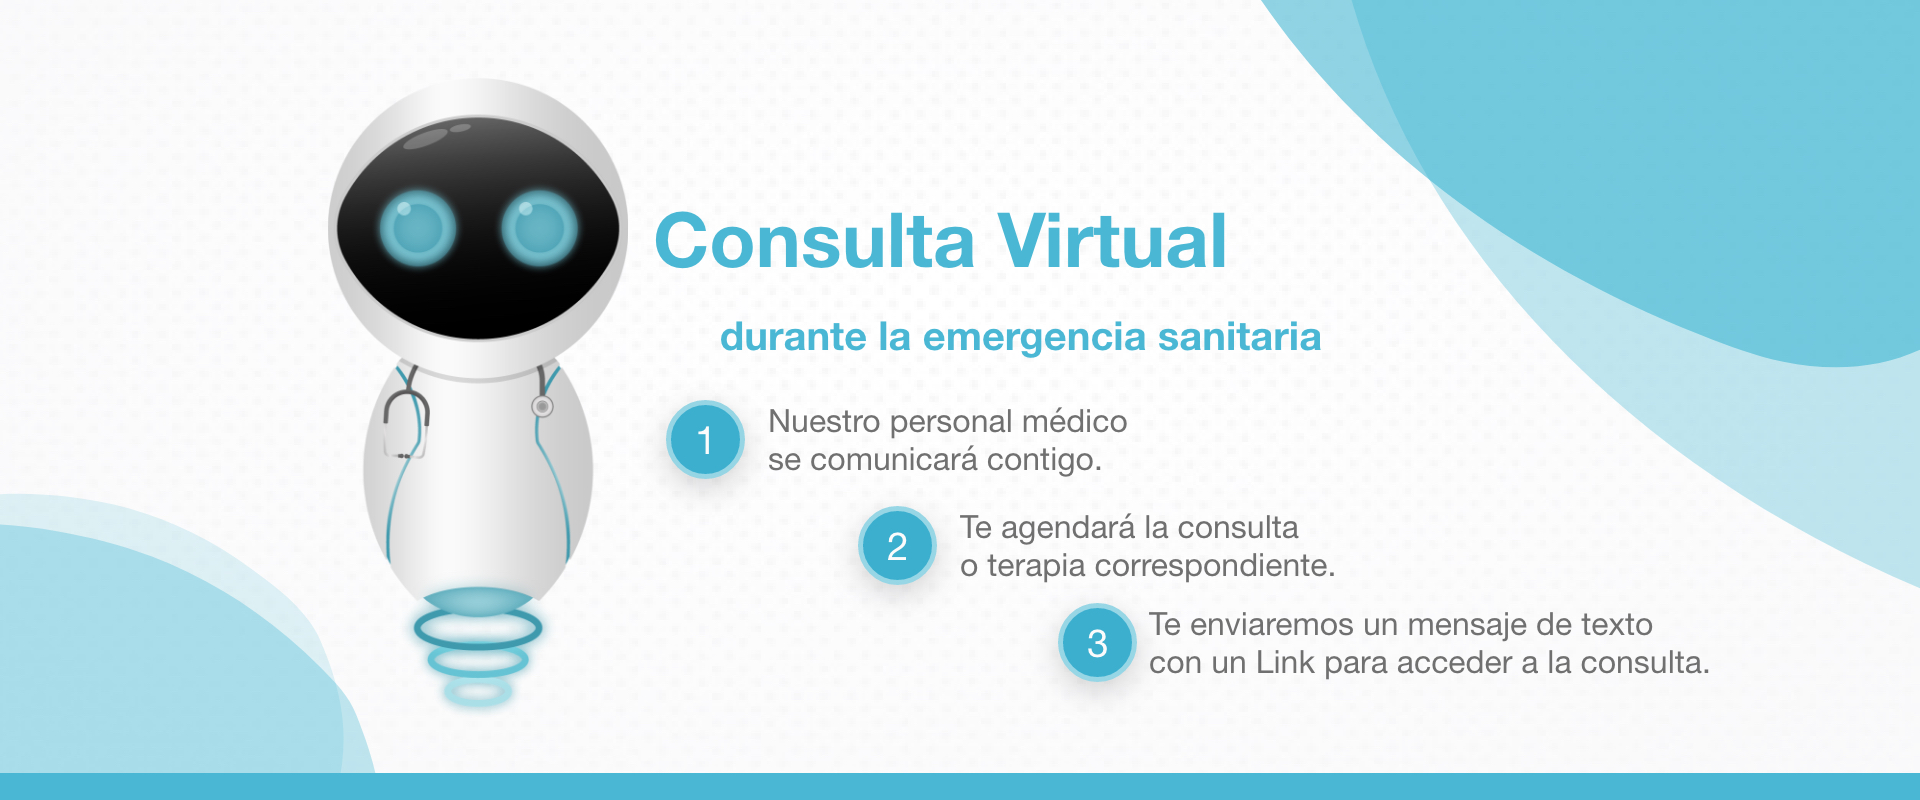 Consulta Virtual
durante la emergencia sanitaria
1
Nuestro personal médico
se comunicará contigo.
2
Te agendará la consulta
o terapia correspondiente.
3
Te enviaremos un mensaje de texto
con un Link para acceder a la consulta.